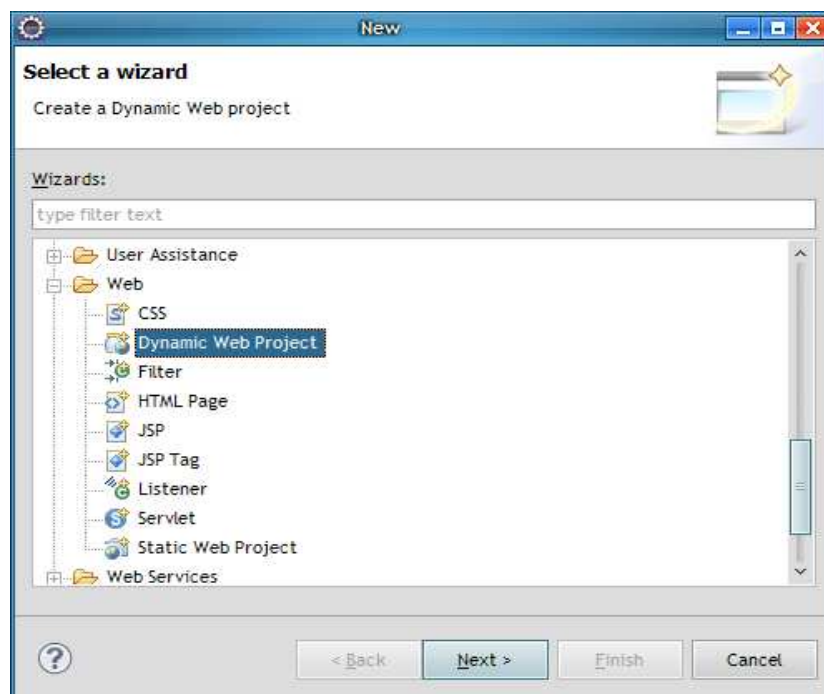 New
Select a wizard
Create a Dynamic Web project
Wizards:
type filter text
User Assistance
Web
CSS
Dynamic Web Project
Filter
HTML Page
JSP
JSP Tag
Listener
Servlet
Static Web Project
Web Services
< Back Next > Finish Cancel